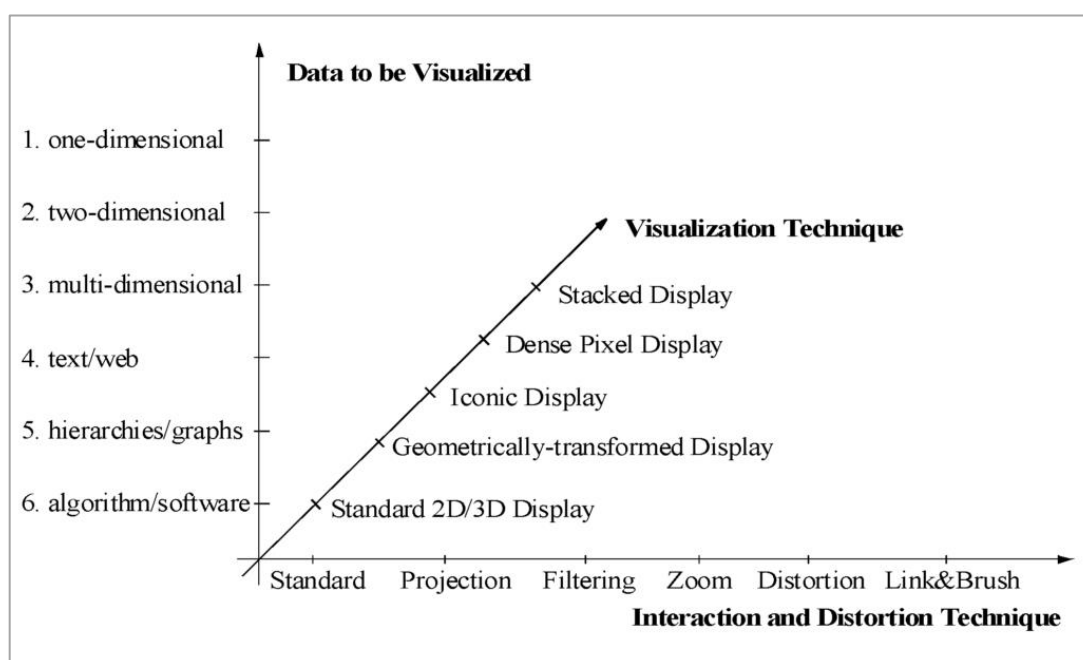 Data to be Visualized
1. one-dimensional
2. two-dimensional
Visualization Technique
3. multi-dimensional
Stacked Display
Dense Pixel Display
4. text/web
Iconic Display
5. hierarchies/graphs
Geometrically-transformed Display
6. algorithm/software
Standard 2D/3D Display
Standard Projection Filtering Zoom Distortion Link&Brush
Interaction and Distortion Technique